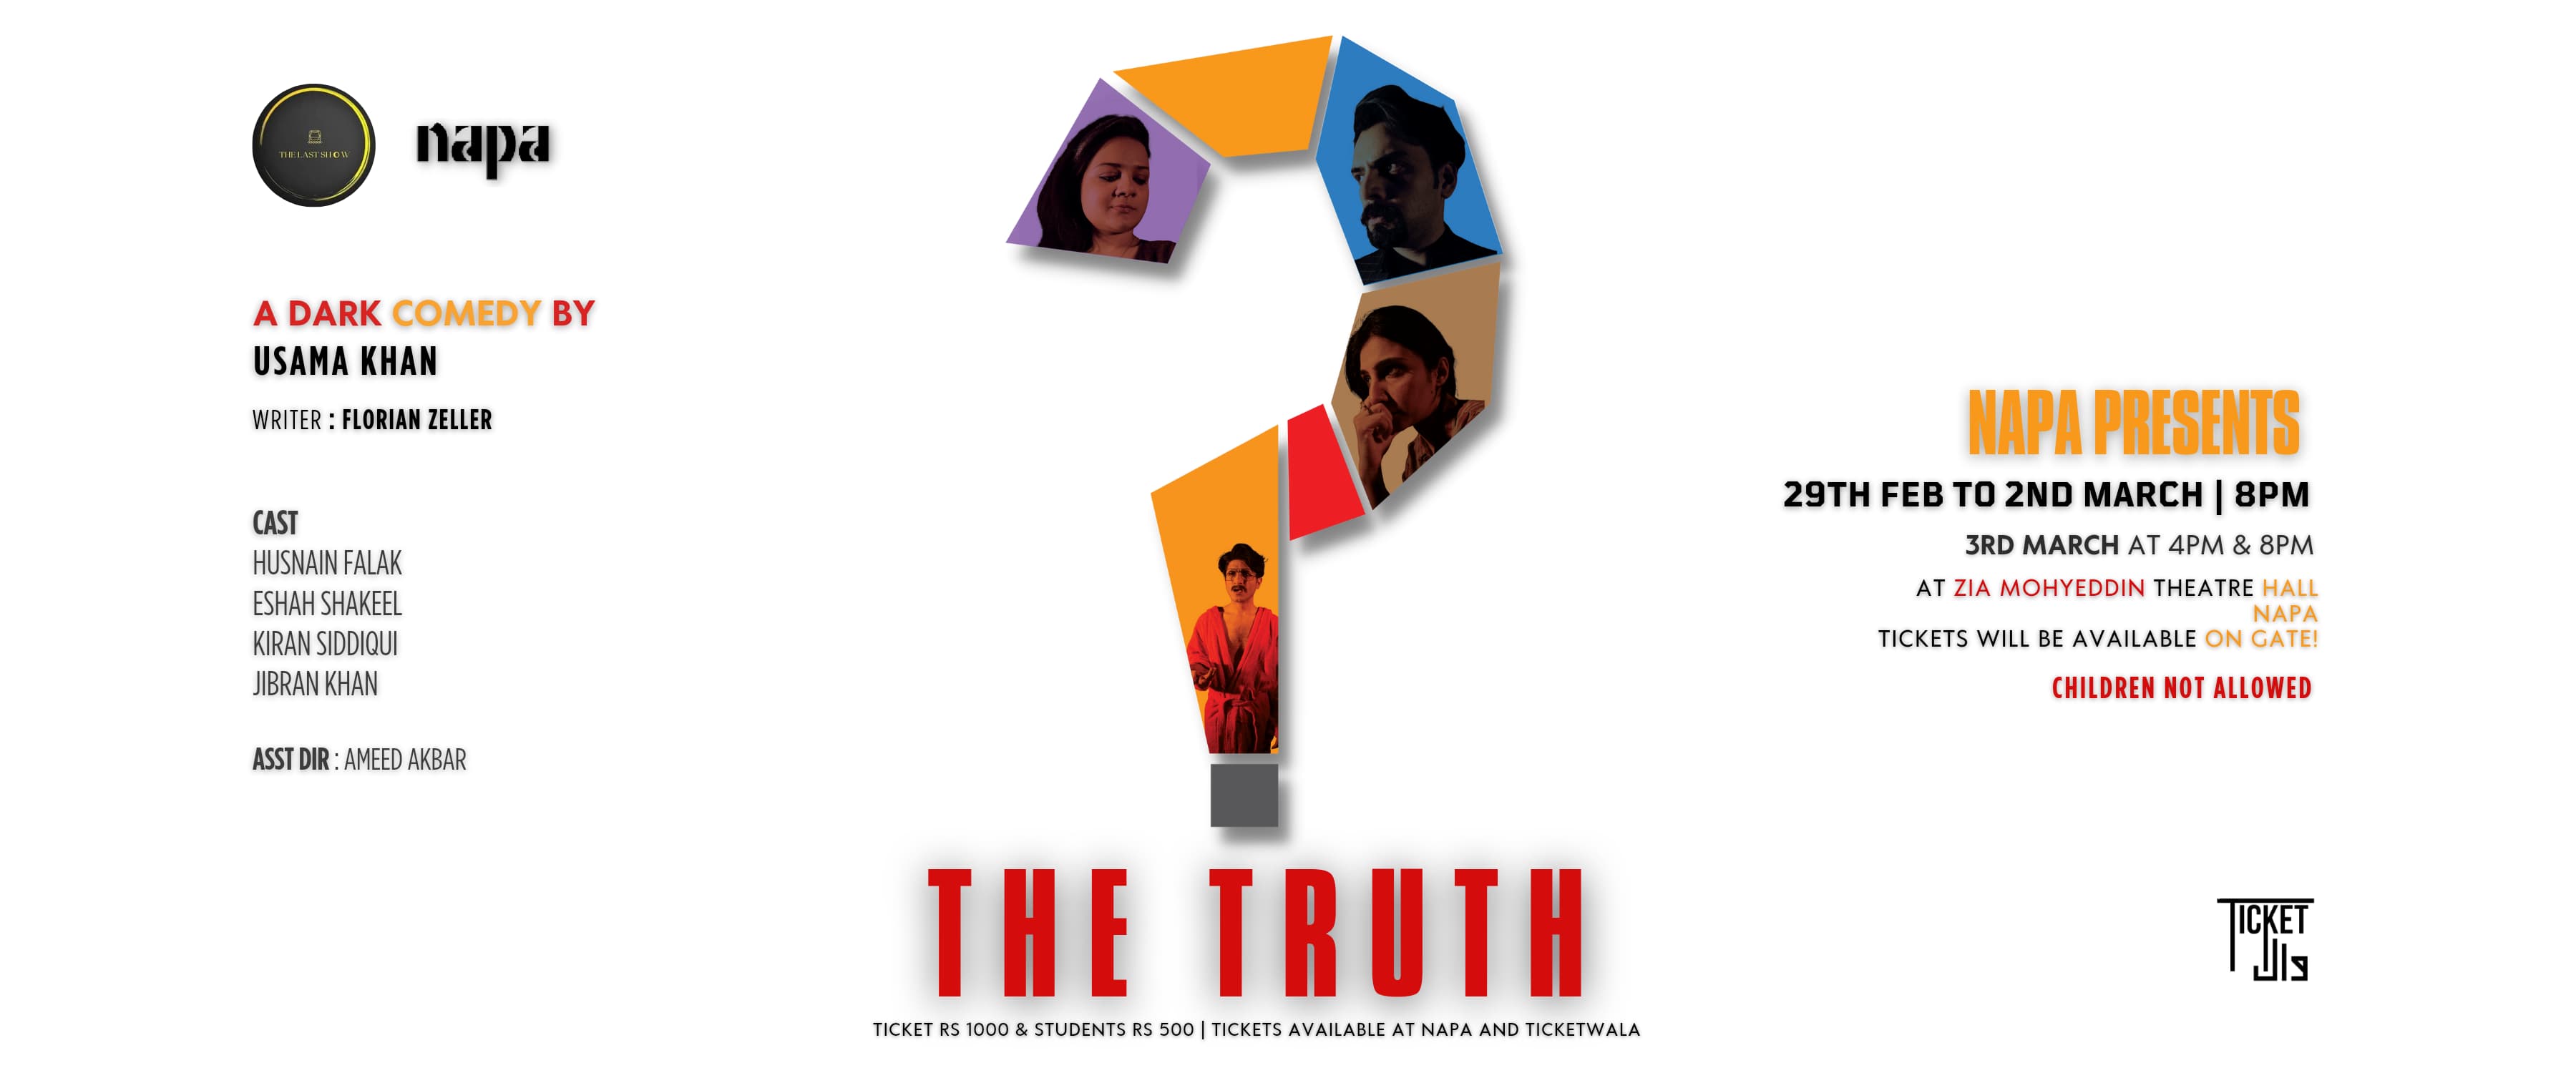 THE LAST SHOW
napa
A DARK COMEDY BY
USAMA KHAN
WRITER : FLORIAN ZELLER
CAST
HUSNAIN FALAK
ESHAH SHAKEEL
KIRAN SIDDIQUI
JIBRAN KHAN
ASST DIR : AMEED AKBAR
NAPA PRESENTS
29TH FEB TO 2ND MARCH | 8PM
3RD MARCH AT 4PM & 8PM
AT ZIA MOHYEDDIN THEATRE HALL
NAPA
TICKETS WILL BE AVAILABLE ON GATE!
CHILDREN NOT ALLOWED
THE TRUTH
TICKET RS 1000 & STUDENTS RS 500 | TICKETS AVAILABLE AT NAPA AND TICKETWALA
TICKET
والا